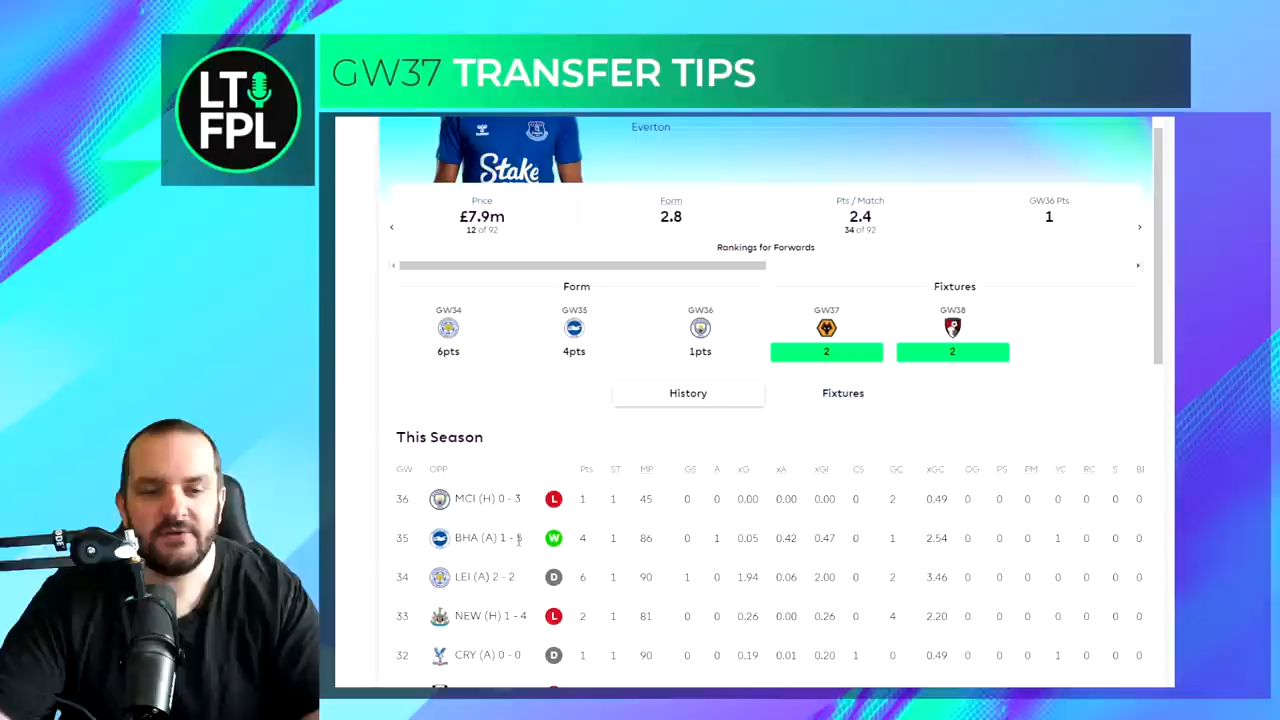 LT
FPL
GW37 TRANSFER TIPS
Everton
Stake
Price
£7.9m
12 of 92
Form
2.8
Pts / Match
2.4
34 of 92
GW36 Pts
1
Rankings for Forwards
Form
Fixtures
GW34
GW35
GW36
GW37
GW38
6pts
4pts
1pts
2
2
History
Fixtures
This Season
GW OPP Pts ST MP GS A xG xA xGI CS GC xGC OG PS PM YC RC S BI
36 MCI (H) 0 - 3 L 1 1 45 0 0 0.00 0.00 0.00 0 2 0.49 0 0 0 0 0 0 0
35 BHA (A) 1 - 5 W 4 1 86 0 1 0.05 0.42 0.47 0 1 2.54 0 0 0 1 0 0 0
34 LEI (A) 2 - 2 D 6 1 90 1 0 1.94 0.06 2.00 0 2 3.46 0 0 0 0 0 0 0
33 NEW (H) 1 - 4 L 2 1 81 0 0 0.26 0.00 0.26 0 4 2.20 0 0 0 0 0 0 0
32 CRY (A) 0 - 0 D 1 1 90 0 0 0.19 0.01 0.20 1 0 0.49 0 0 0 1 0 0 0